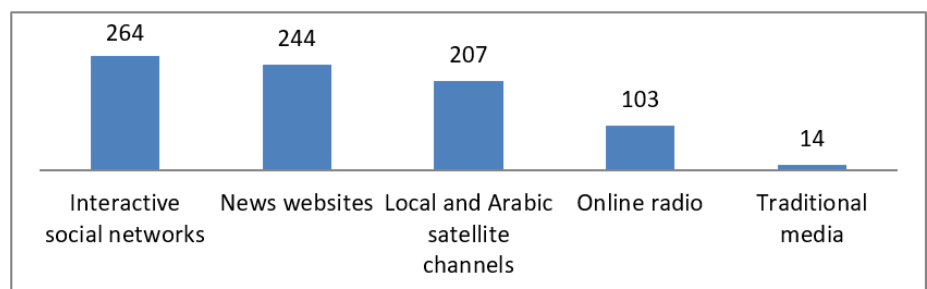 264
244
207
103
14
Interactive social networks
News websites
Local and Arabic satellite channels
Online radio
Traditional media